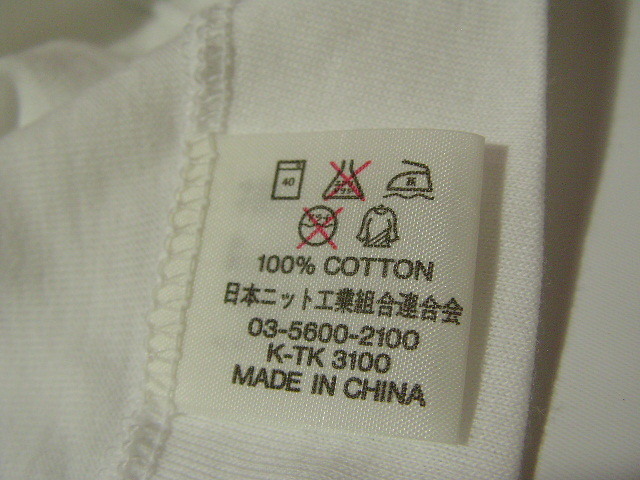 40
100% COTTON
日本ニット工業組合連合会
03-5600-2100
K-TK 3100
MADE IN CHINA